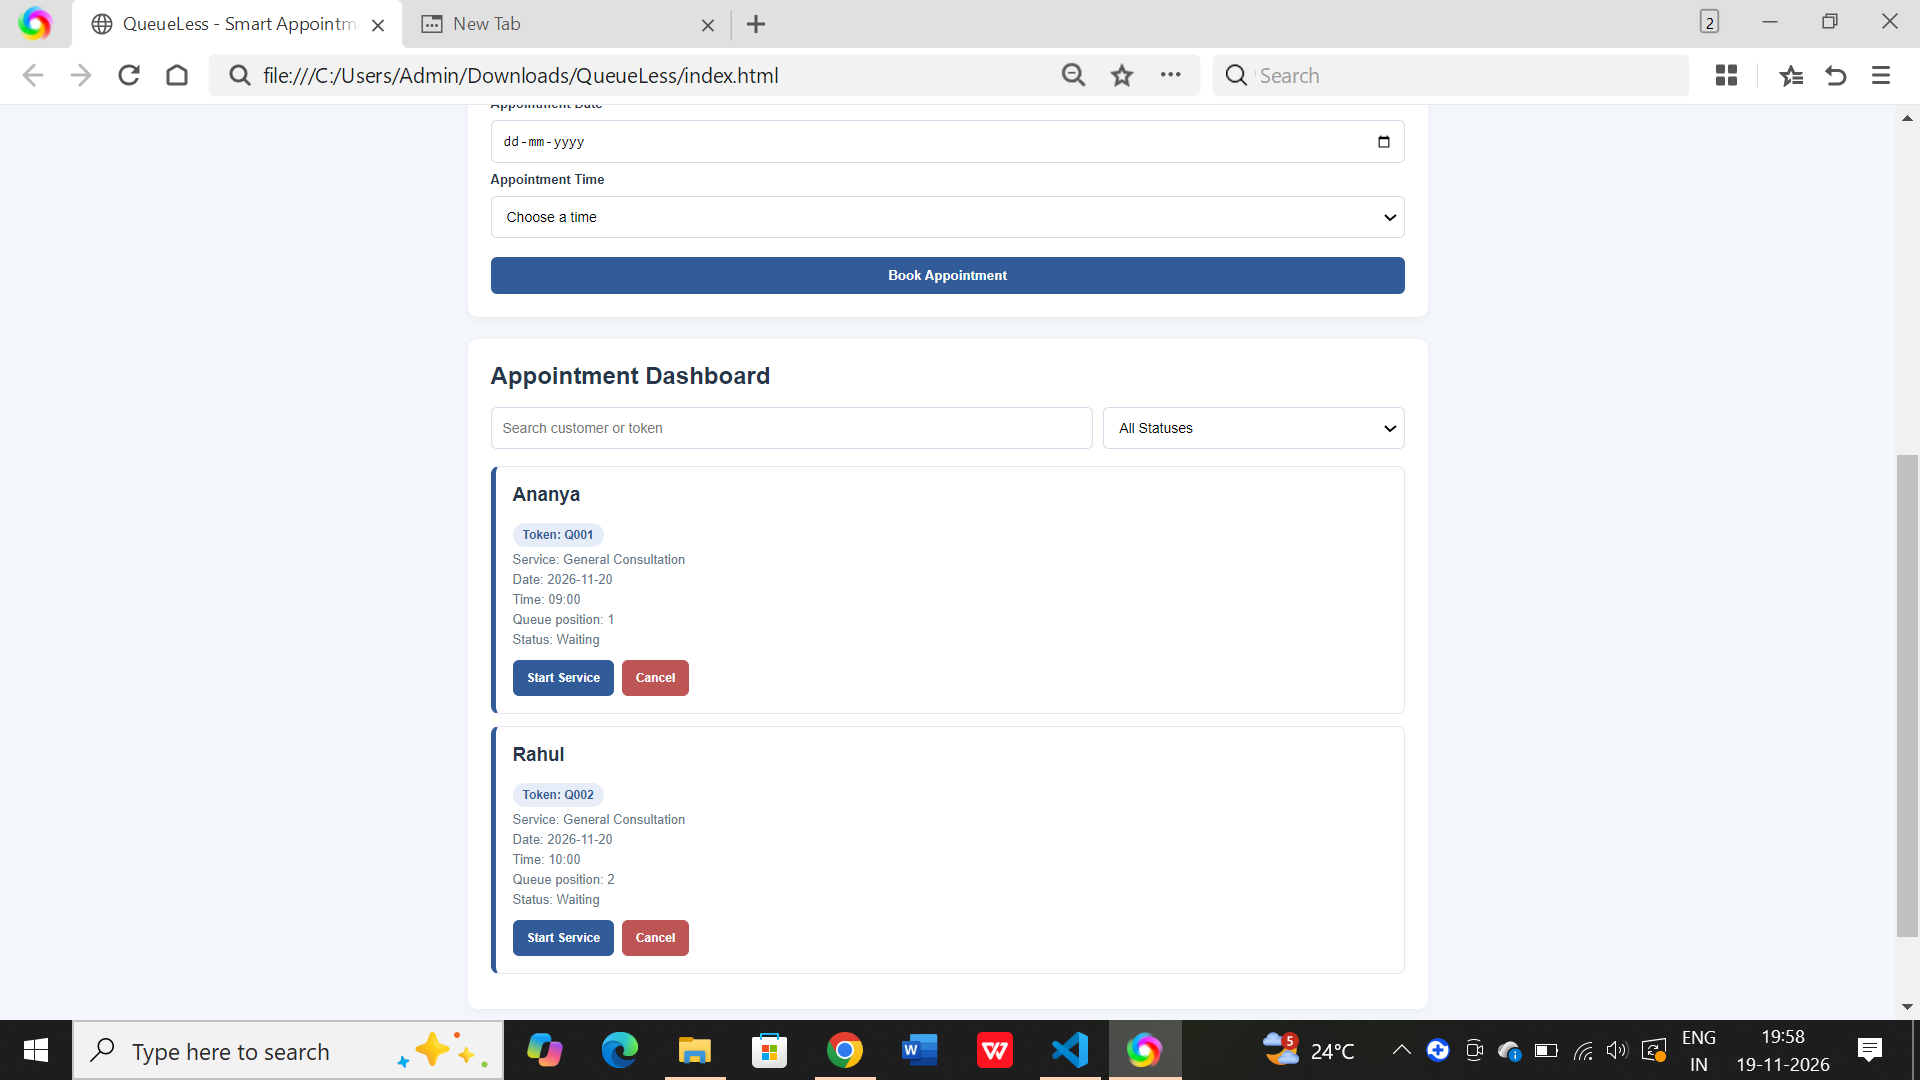 QueueLess - Smart Appointm
New Tab
2
file:///C:/Users/Admin/Downloads/QueueLess/index.html
Search
Appointment Date
dd-mm-yyyy
Appointment Time
Choose a time
Book Appointment
Appointment Dashboard
Search customer or token
All Statuses
Ananya
Token: Q001
Service: General Consultation
Date: 2026-11-20
Time: 09:00
Queue position: 1
Status: Waiting
Start Service
Cancel
Rahul
Token: Q002
Service: General Consultation
Date: 2026-11-20
Time: 10:00
Queue position: 2
Status: Waiting
Start Service
Cancel
Type here to search
W
W
5
24°C
ENG
IN
19:58
19-11-2026